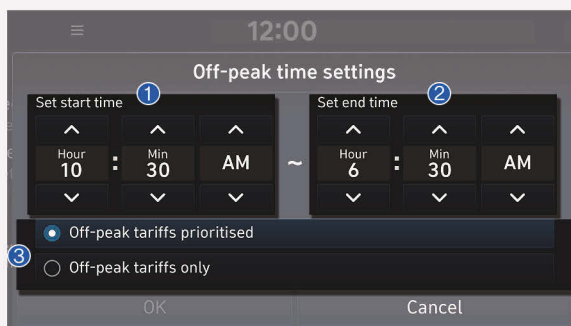 12:00
Off-peak time settings
1 2
Set start time Set end time
Hour Min Hour Min
10 : 30 AM ~ 6 : 30 AM
Off-peak tariffs prioritised
3
Off-peak tariffs only
OK Cancel